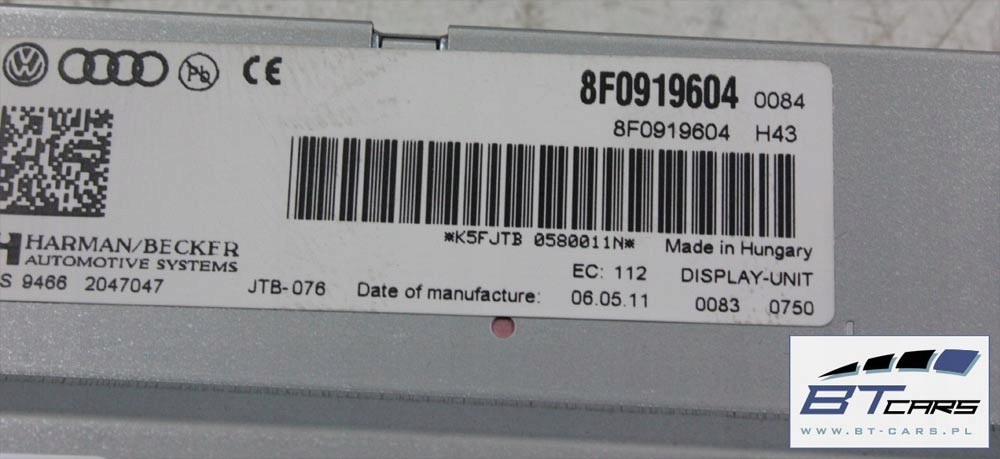 Pb CE
8F0919604 0084
8F0919604 H43
*K5FJTB 0580011N*
Made in Hungary
HARMAN/BECKER
AUTOMOTIVE SYSTEMS
S 9466 2047047
JTB-076
EC: 112
DISPLAY-UNIT
Date of manufacture: 06.05.11
0083 0750
BT CARS
WWW.BT-CARS.PL